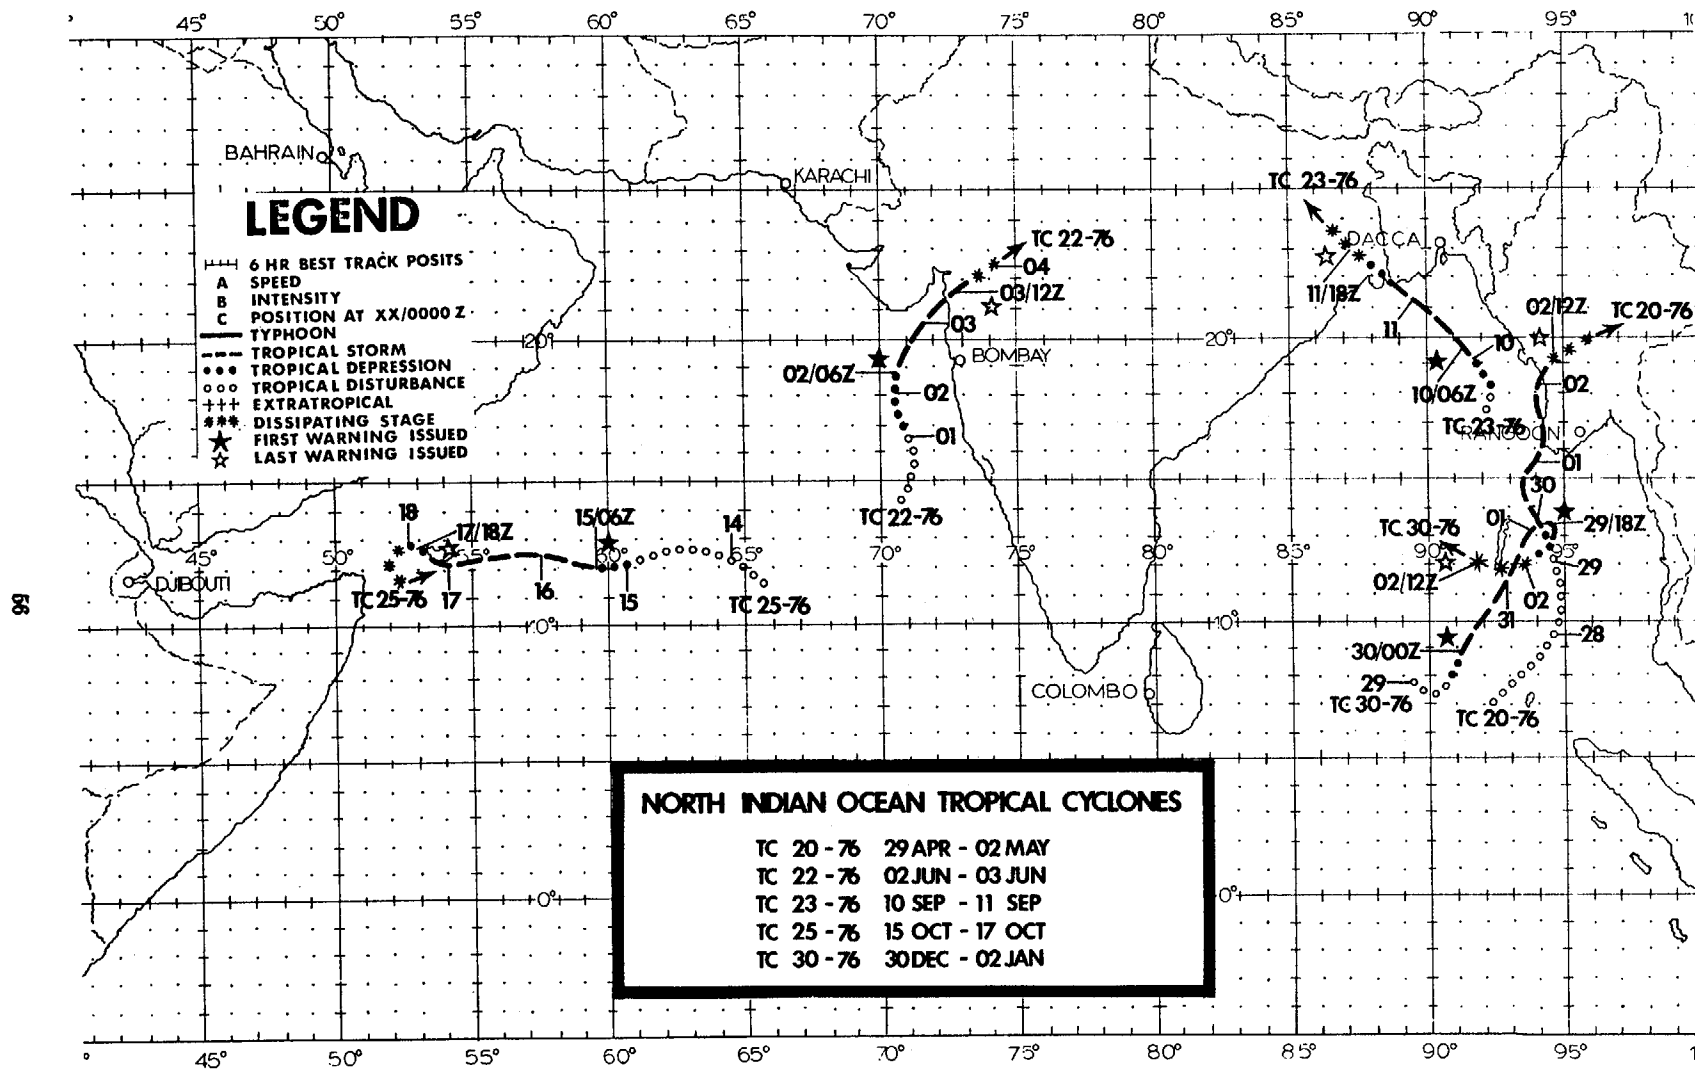 45° 50° 55° 60° 65° 70° 75° 80° 85° 90° 95°
BAHRAIN
KARACHI
TC 23-76
DACCA
LEGEND
6 HR BEST TRACK POSITS
A SPEED
B INTENSITY
C POSITION AT XX/0000 Z
TYPHOON
TROPICAL STORM
TROPICAL DEPRESSION
TROPICAL DISTURBANCE
EXTRATROPICAL
DISSIPATING STAGE
FIRST WARNING ISSUED
LAST WARNING ISSUED
TC 22-76
04
03/12Z
03
02/06Z
02
01
TC 22-76
BOMBAY
20°
20°
11/18Z
11
10
10/06Z
TC 23-76
02/12Z
TC 20-76
02
RANGOON
01
30
29/18Z
29
28
TC 20-76
TC 30-76
01
02/12Z
02
31
30/00Z
29
TC 30-76
18
17/18Z
15/06Z
14
45° 50° 55° 60° 65° 70° 75° 80° 85° 90° 95°
DJIBOUTI
TC 25-76
17
16
15
TC 25-76
10°
10°
COLOMBO
56
NORTH INDIAN OCEAN TROPICAL CYCLONES
TC 20-76 29 APR - 02 MAY
TC 22-76 02 JUN - 03 JUN
TC 23-76 10 SEP - 11 SEP
TC 25-76 15 OCT - 17 OCT
TC 30-76 30 DEC - 02 JAN
0°
0°
45° 50° 55° 60° 65° 70° 75° 80° 85° 90° 95°